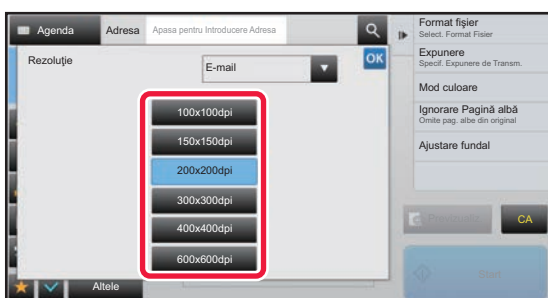 Agenda
Adresa
Apasa pentru Introducere Adresa
Rezoluţie
E-mail
OK
100x100dpi
150x150dpi
200x200dpi
300x300dpi
400x400dpi
600x600dpi
Altele
Format fişier
Select. Format Fisier
Expunere
Specif. Expunere de Transm.
Mod culoare
Ignorare Pagină albă
Omite pag. albe din original
Ajustare fundal
CA
Start